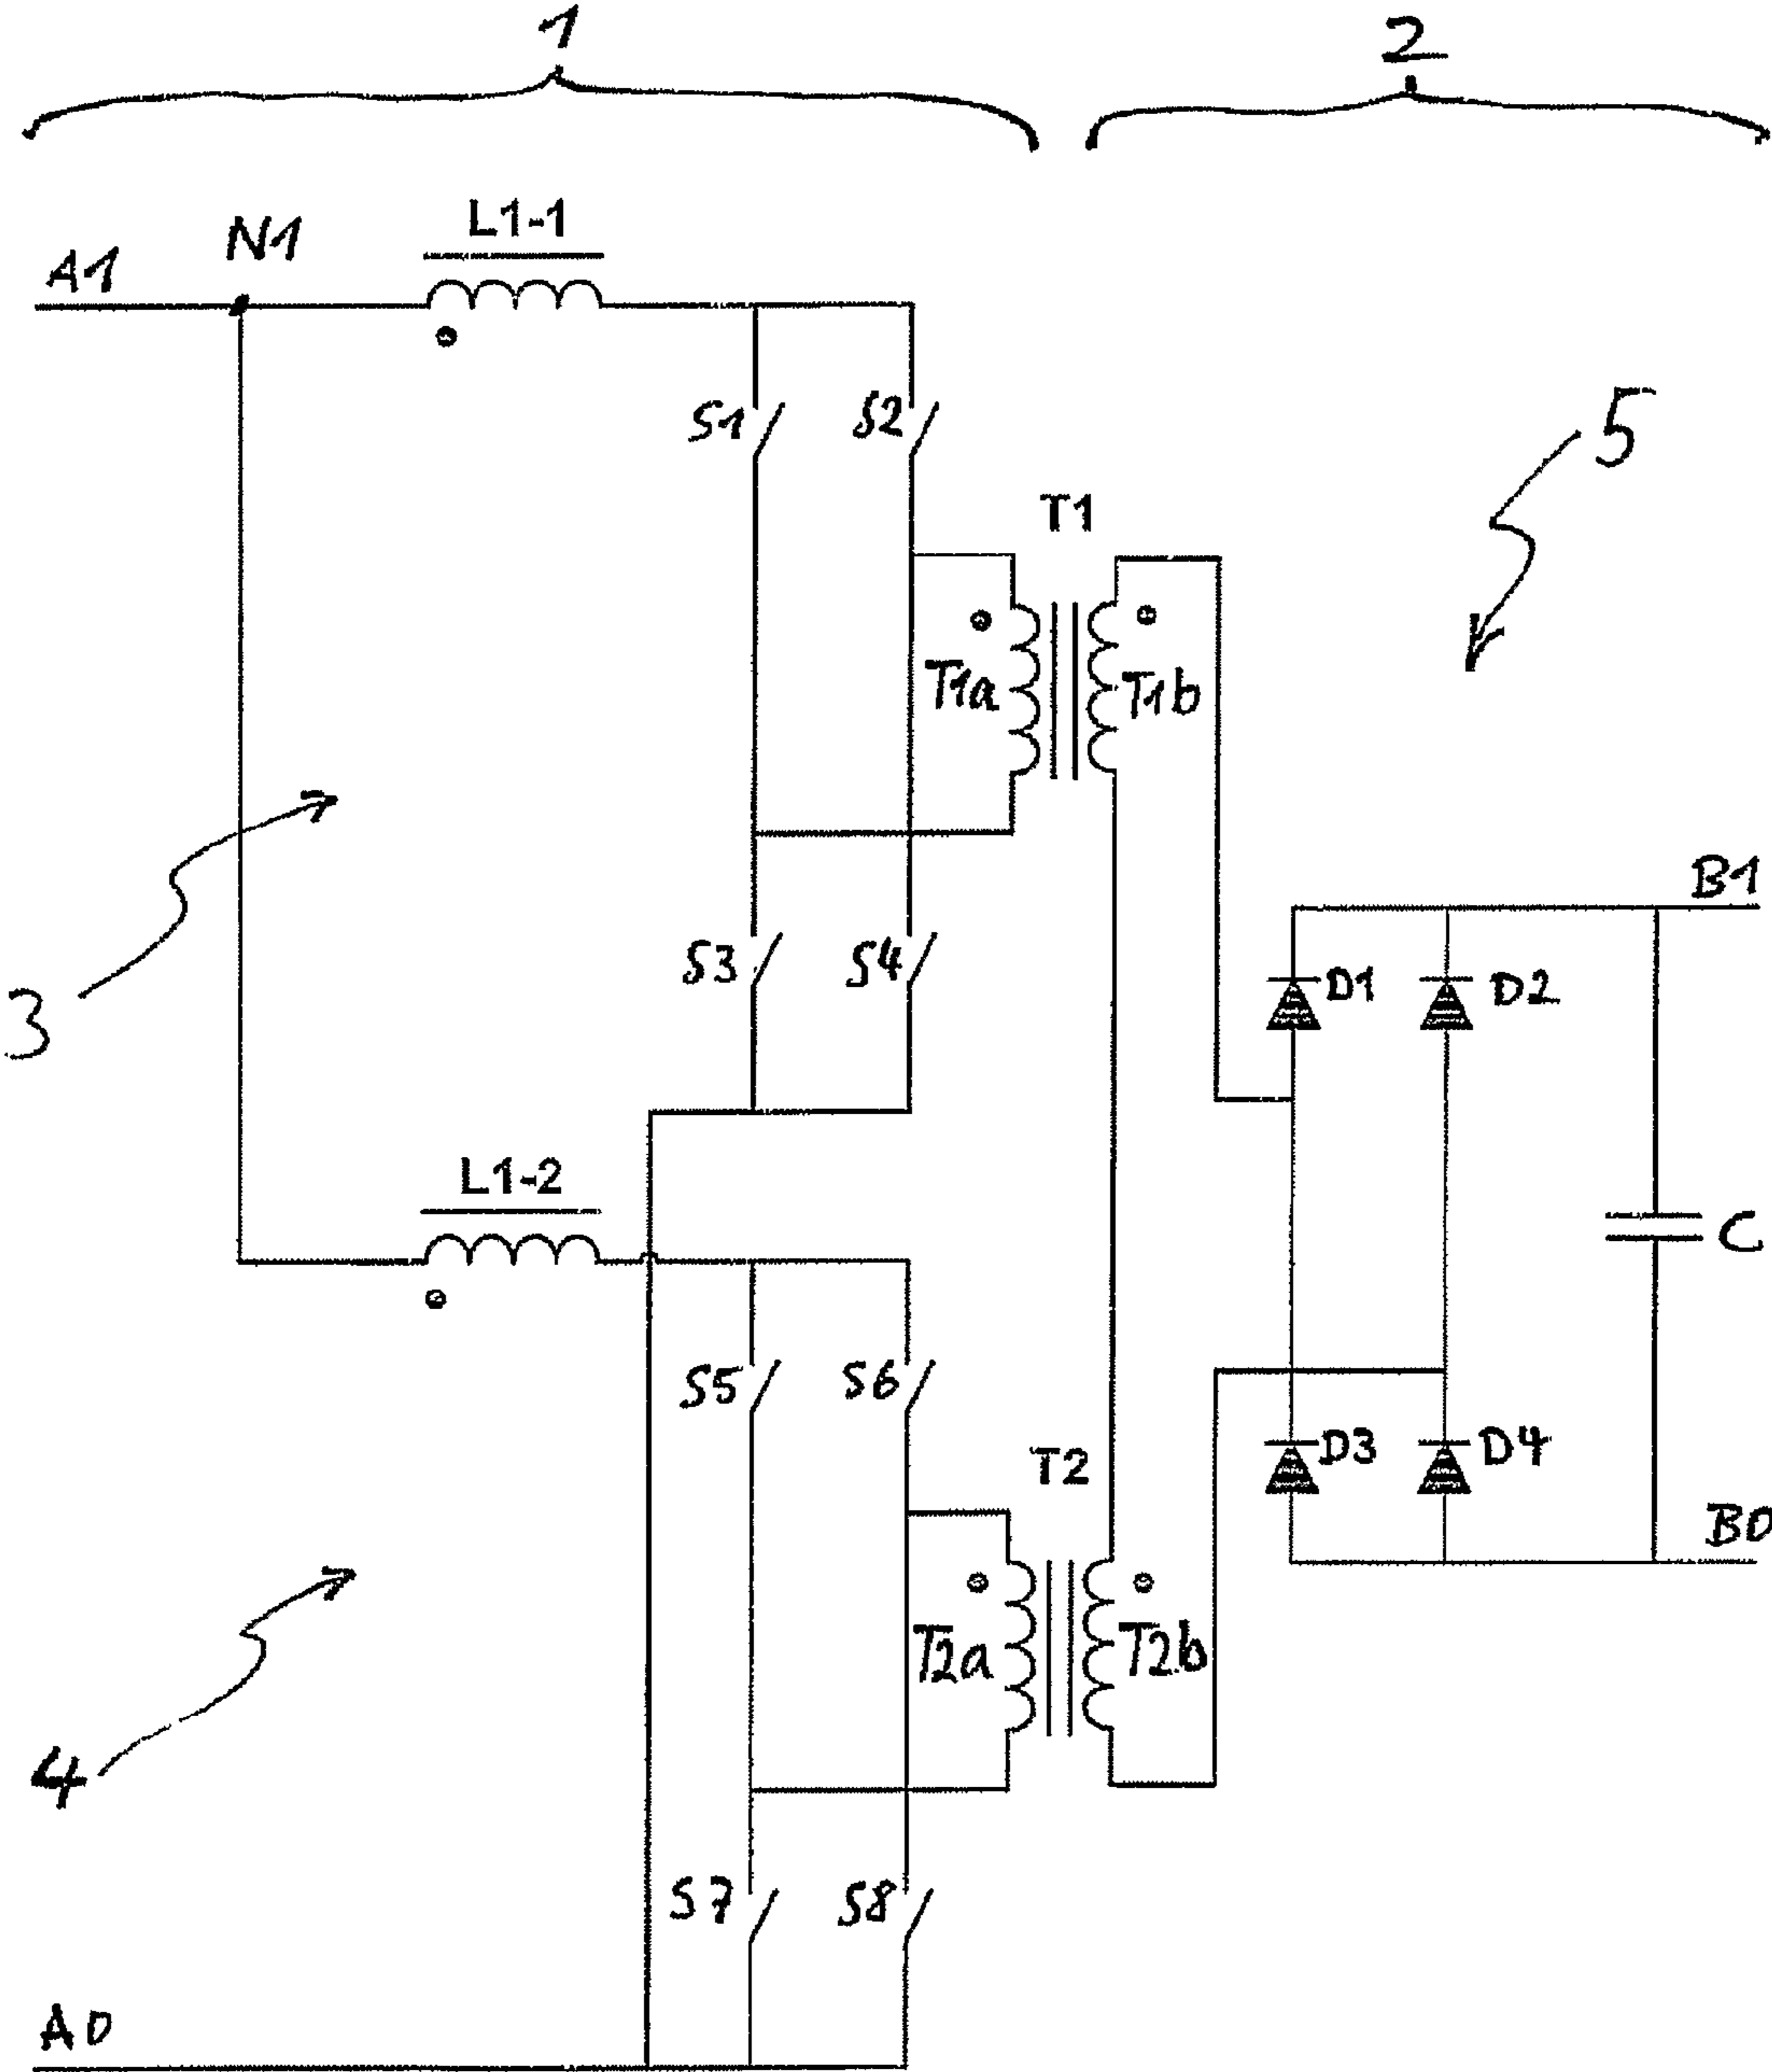 1
2
A1
N1
L1-1
S1
S2
5
T1
T1a
T1b
3
B1
S3
S4
D1
D2
L1-2
C
S5
S6
T2
D3
D4
B0
T2a
T2b
4
S7
S8
A0